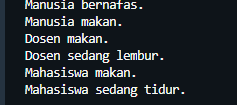 Manusia bernafas.
Manusia makan.
Dosen makan.
Dosen sedang lembur.
Mahasiswa makan.
Mahasiswa sedang tidur.